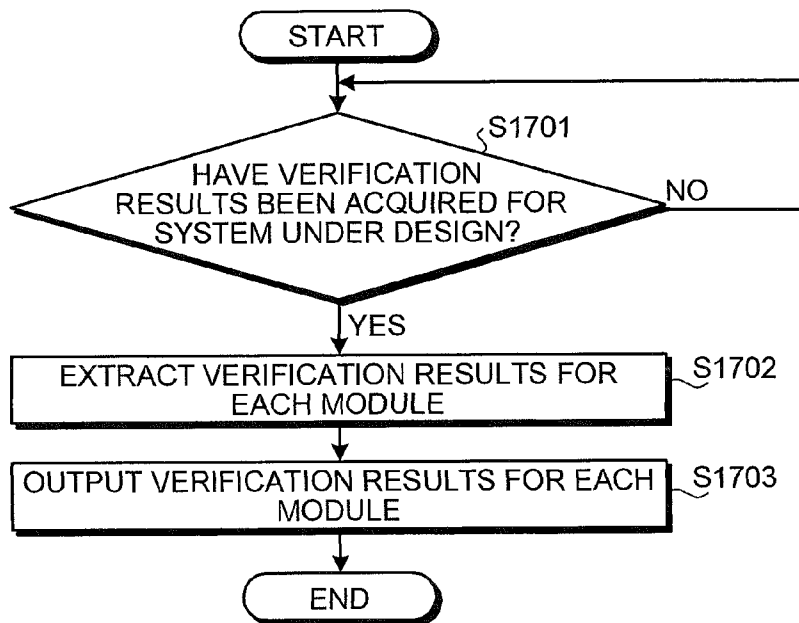 START
S1701
HAVE VERIFICATION
RESULTS BEEN ACQUIRED FOR
SYSTEM UNDER DESIGN?
NO
YES
EXTRACT VERIFICATION RESULTS FOR
EACH MODULE
S1702
OUTPUT VERIFICATION RESULTS FOR EACH
MODULE
S1703
END